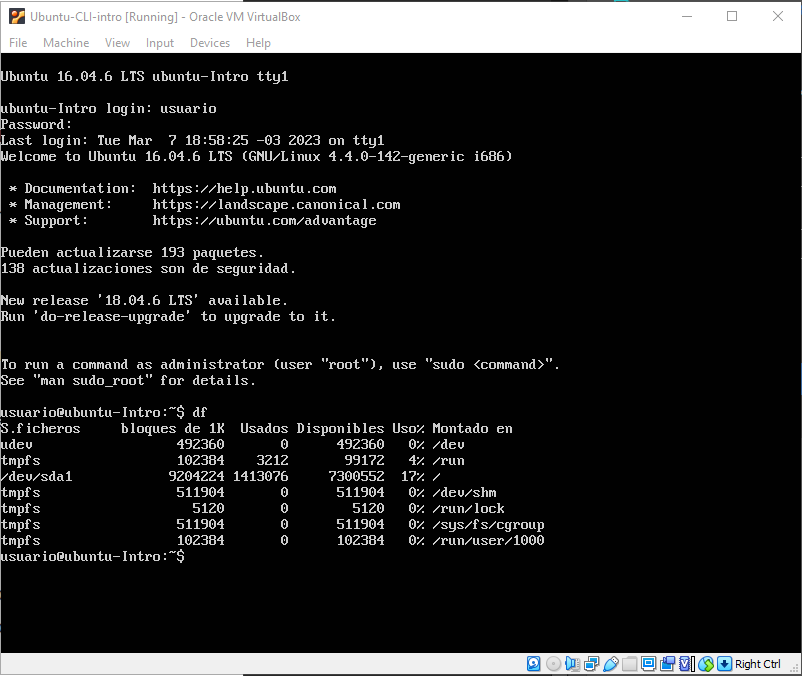 Ubuntu-CLI-intro [Running] - Oracle VM VirtualBox
File Machine View Input Devices Help
Ubuntu 16.04.6 LTS ubuntu-Intro tty1
ubuntu-Intro login: usuario
Password:
Last login: Tue Mar  7 18:58:25 -03 2023 on tty1
Welcome to Ubuntu 16.04.6 LTS (GNU/Linux 4.4.0-142-generic i686)
 * Documentation:  https://help.ubuntu.com
 * Management:     https://landscape.canonical.com
 * Support:        https://ubuntu.com/advantage
Pueden actualizarse 193 paquetes.
138 actualizaciones son de seguridad.
New release '18.04.6 LTS' available.
Run 'do-release-upgrade' to upgrade to it.
To run a command as administrator (user "root"), use "sudo <command>".
See "man sudo_root" for details.
usuario@ubuntu-Intro:~$ df
S.ficheros     bloques de 1K  Usados Disponibles Uso% Montado en
udev                  492360       0      492360   0% /dev
tmpfs                 102384    3212       99172   4% /run
/dev/sda1            9204224 1413076     7300552  17% /
tmpfs                 511904       0      511904   0% /dev/shm
tmpfs                   5120       0        5120   0% /run/lock
tmpfs                 511904       0      511904   0% /sys/fs/cgroup
tmpfs                 102384       0      102384   0% /run/user/1000
usuario@ubuntu-Intro:~$
Right Ctrl